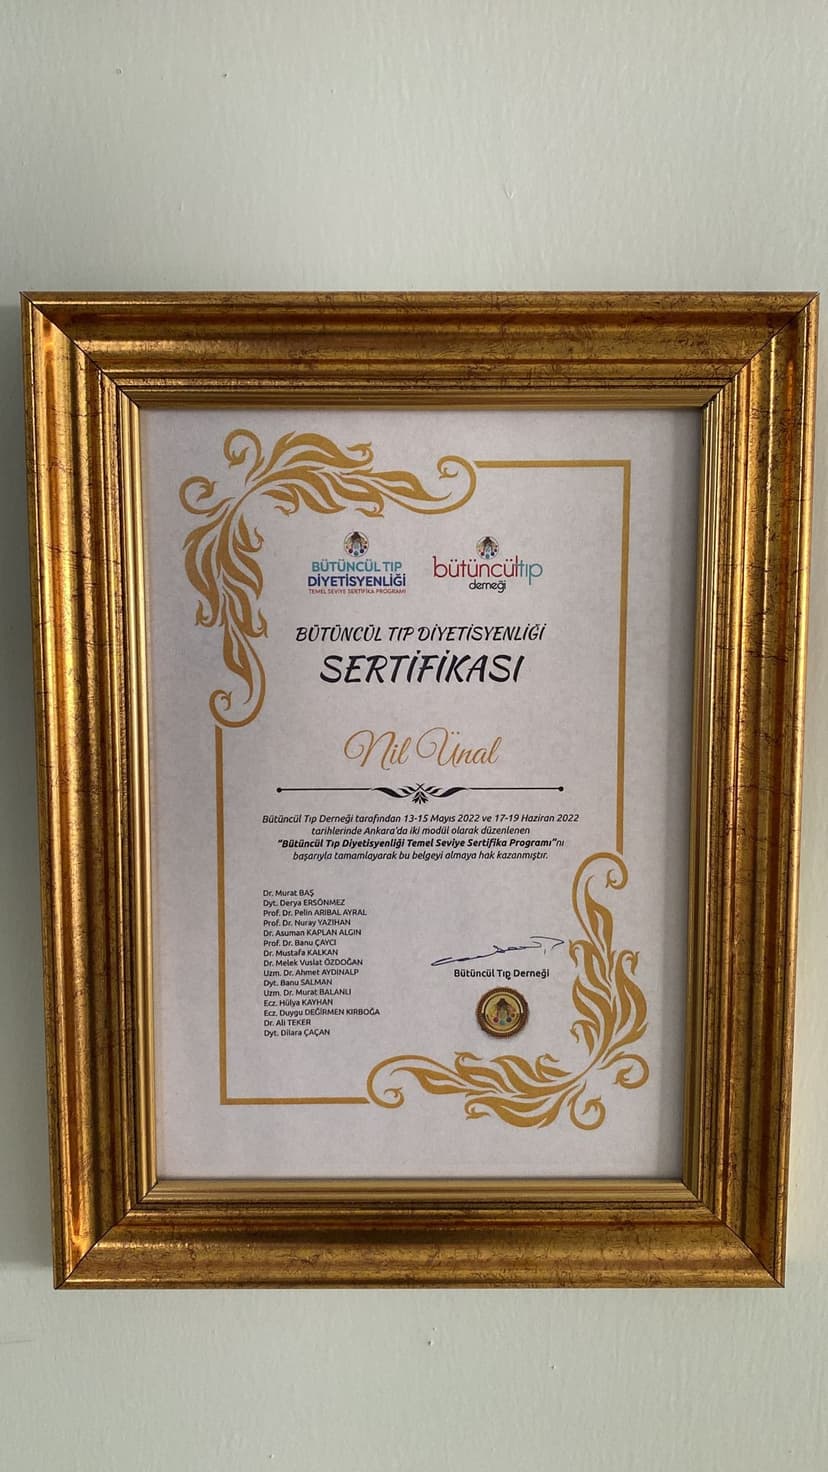 BÜTÜNCÜL TIP
DİYETİSYENLİĞİ
TEMEL SEVİYE SERTİFİKA PROGRAMI
bütüncültıp
derneği
BÜTÜNCÜL TIP DİYETİSYENLİĞİ
SERTİFİKASI
Nil Ünal
Bütüncül Tıp Derneği tarafından 13-15 Mayıs 2022 ve 17-19 Haziran 2022
tarihlerinde Ankara'da iki modül olarak düzenlenen
"Bütüncül Tıp Diyetisyenliği Temel Seviye Sertifika Programı"nı
başarıyla tamamlayarak bu belgeyi almaya hak kazanmıştır.
Dr. Murat BAŞ
Dyt. Derya ERSÖNMEZ
Prof. Dr. Pelin ARIBAL AYRAL
Prof. Dr. Nuray YAZIHAN
Dr. Asuman KAPLAN ALGIN
Prof. Dr. Banu ÇAYCI
Dr. Mustafa KALKAN
Dr. Melek Vuslat ÖZDOĞAN
Uzm. Dr. Ahmet AYDINALP
Dyt. Banu SALMAN
Uzm. Dr. Murat BALANLI
Ecz. Hülya KAYHAN
Ecz. Duygu DEĞİRMEN KIRBOĞA
Dr. Ali TEKER
Dyt. Dilara ÇAÇAN
Bütüncül Tıp Derneği